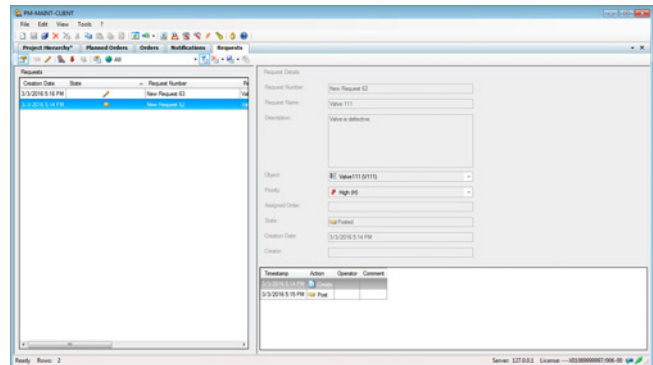 PM-MAINT-CLIENT
File Edit View Tools ?
Project Hierarchy* Planned Orders Orders Notifications Requests
All
Requests
Creation Date State Request Number
3/3/2016 5:16 PM New Request 63 Val
3/3/2016 5:14 PM New Request 62
Request Details
Request Number: New Request 62
Request Name: Valve 111
Description: Valve is defective.
Object: Valve111 (V111)
Priority: High (H)
Assigned Order:
State: Posted
Creation Date: 3/3/2016 5:14 PM
Creator:
Timestamp Action Operator Comment
3/3/2016 5:14 PM Create
3/3/2016 5:15 PM Post
Ready Rows: 2
Server: 127.0.0.1 License: